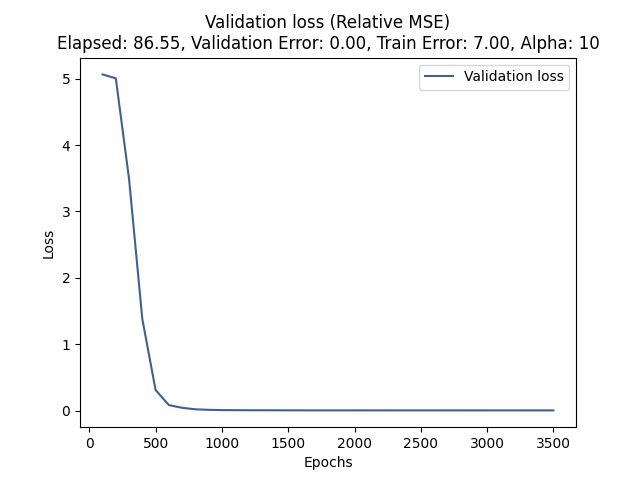 Validation loss (Relative MSE)
Elapsed: 86.55, Validation Error: 0.00, Train Error: 7.00, Alpha: 10
Validation loss
5
4
3
2
1
0
Loss
0
500
1000
1500
2000
2500
3000
3500
Epochs